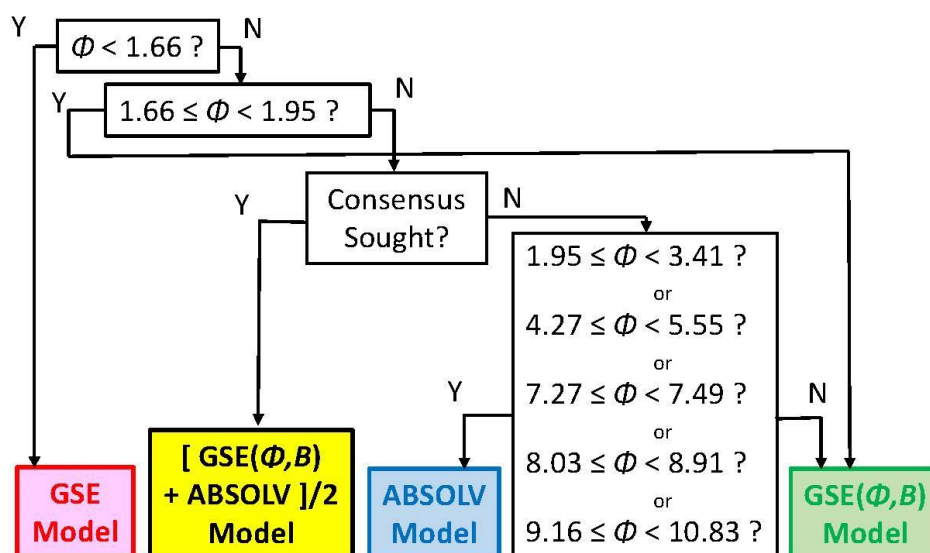 Y
Φ < 1.66 ?
N
Y
1.66 ≤ Φ < 1.95 ?
N
Y
Consensus
Sought?
N
1.95 ≤ Φ < 3.41 ?
or
4.27 ≤ Φ < 5.55 ?
or
7.27 ≤ Φ < 7.49 ?
or
8.03 ≤ Φ < 8.91 ?
or
9.16 ≤ Φ < 10.83 ?
Y
N
GSE
Model
[ GSE(Φ,B)
+ ABSOLV ]/2
Model
ABSOLV
Model
GSE(Φ,B)
Model